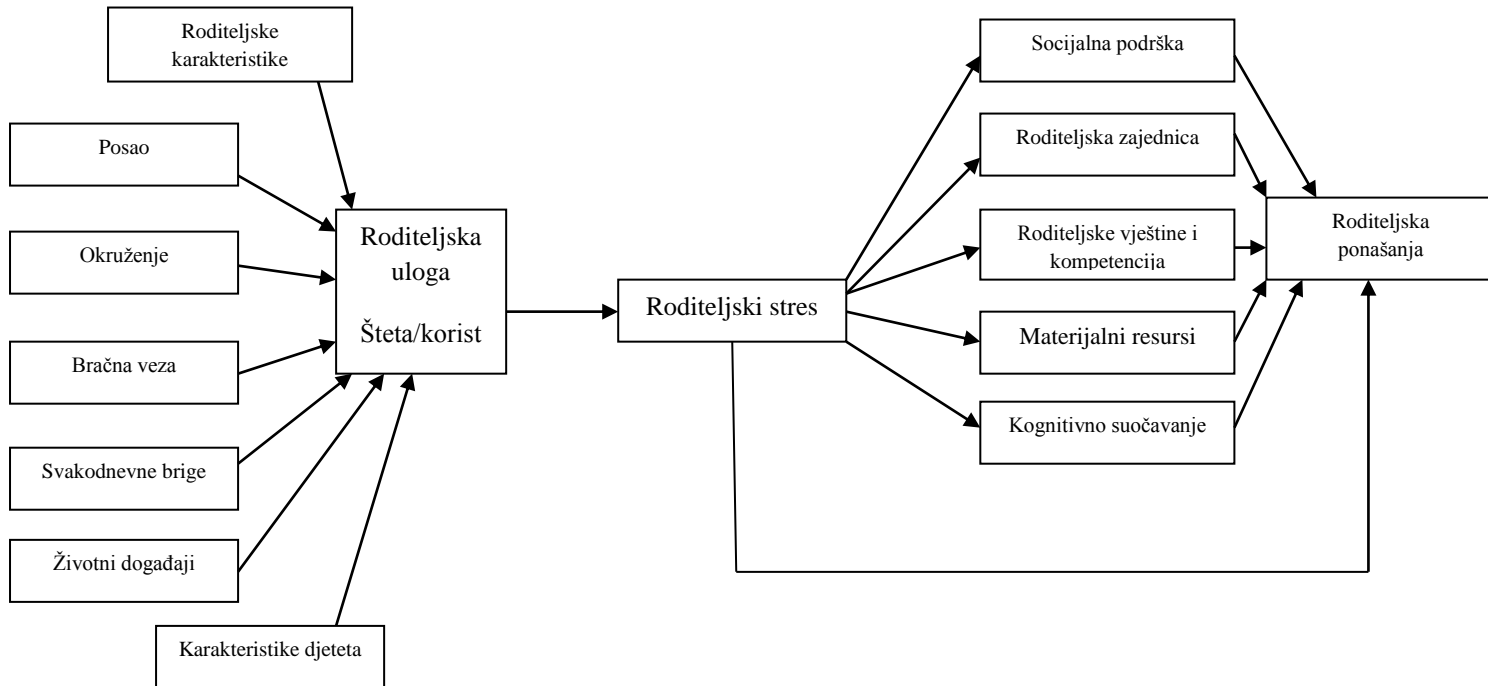 Roditeljske
karakteristike
Posao
Okruženje
Bračna veza
Svakodnevne brige
Životni događaji
Karakteristike djeteta
Roditeljska
uloga
Šteta/korist
Roditeljski stres
Socijalna podrška
Roditeljska zajednica
Roditeljske vještine i
kompetencija
Materijalni resursi
Kognitivno suočavanje
Roditeljska
ponašanja